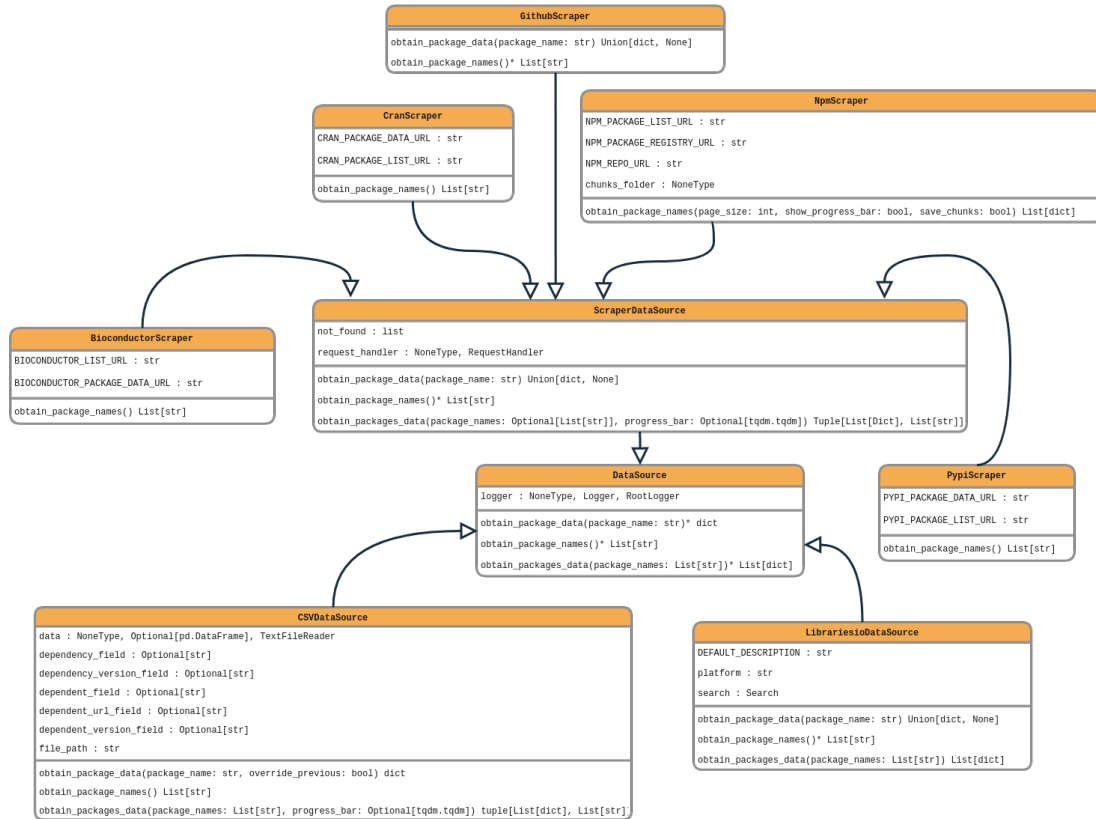 GithubScraper
obtain_package_data(package_name: str) Union[dict, None]
obtain_package_names()* List[str]
CranScraper
CRAN_PACKAGE_DATA_URL : str
CRAN_PACKAGE_LIST_URL : str
obtain_package_names() List[str]
NpmScraper
NPM_PACKAGE_LIST_URL : str
NPM_PACKAGE_REGISTRY_URL : str
NPM_REPO_URL : str
chunks_folder : NoneType
obtain_package_names(page_size: int, show_progress_bar: bool, save_chunks: bool) List[dict]
BioconductorScraper
BIOCONDUCTOR_LIST_URL : str
BIOCONDUCTOR_PACKAGE_DATA_URL : str
obtain_package_names() List[str]
ScraperDataSource
not_found : list
request_handler : NoneType, RequestHandler
obtain_package_data(package_name: str) Union[dict, None]
obtain_package_names()* List[str]
obtain_packages_data(package_names: Optional[List[str]], progress_bar: Optional[tqdm.tqdm]) Tuple[List[Dict], List[str]]
DataSource
logger : NoneType, Logger, RootLogger
obtain_package_data(package_name: str)* dict
obtain_package_names()* List[str]
obtain_packages_data(package_names: List[str])* List[dict]
PypiScraper
PYPI_PACKAGE_DATA_URL : str
PYPI_PACKAGE_LIST_URL : str
obtain_package_names() List[str]
CSVDataSource
data : NoneType, Optional[pd.DataFrame], TextFileReader
dependency_field : Optional[str]
dependency_version_field : Optional[str]
dependent_field : Optional[str]
dependent_url_field : Optional[str]
dependent_version_field : Optional[str]
file_path : str
obtain_package_data(package_name: str, override_previous: bool) dict
obtain_package_names() List[str]
obtain_packages_data(package_names: List[str], progress_bar: Optional[tqdm.tqdm]) tuple[List[dict], List[str]]
LibrariesioDataSource
DEFAULT_DESCRIPTION : str
platform : str
search : Search
obtain_package_data(package_name: str) Union[dict, None]
obtain_package_names()* List[str]
obtain_packages_data(package_names: List[str]) List[dict]